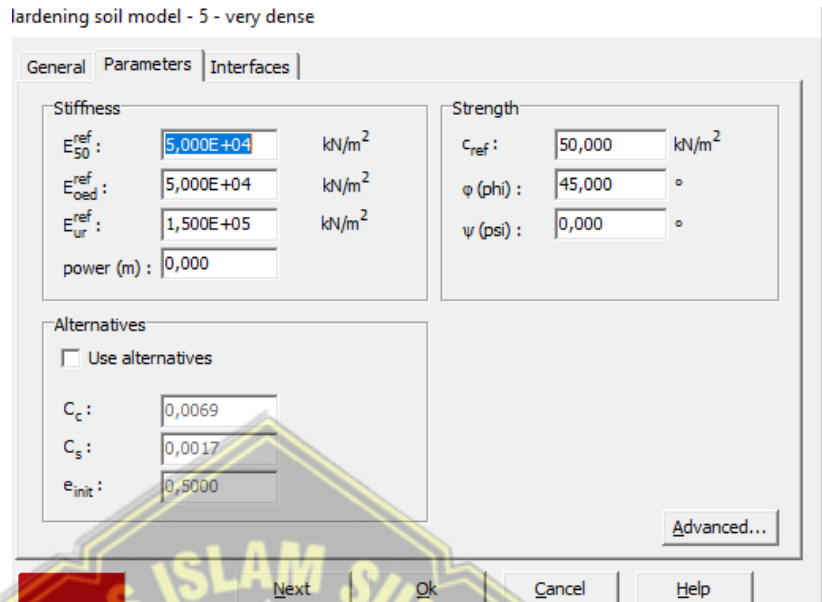 lardening soil model - 5 - very dense
General Parameters Interfaces
Stiffness
E50ref : 5,000E+04 kN/m2
Eoedref : 5,000E+04 kN/m2
Eurref : 1,500E+05 kN/m2
power (m) : 0,000
Strength
cref : 50,000 kN/m2
φ (phi) : 45,000 °
ψ (psi) : 0,000 °
Alternatives
Use alternatives
Cc : 0,0069
Cs : 0,0017
einit : 0,5000
Advanced...
Next Ok Cancel Help
S ISLAM SU